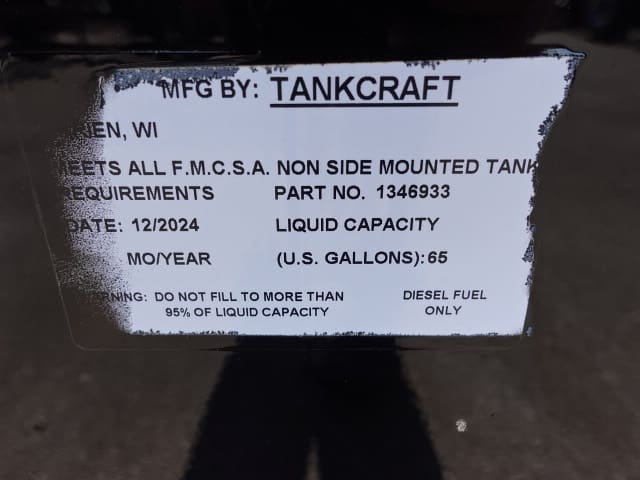 MFG BY: TANKCRAFT
RIEN, WI
MEETS ALL F.M.C.S.A. NON SIDE MOUNTED TANK
REQUIREMENTS PART NO. 1346933
DATE: 12/2024 LIQUID CAPACITY
MO/YEAR (U.S. GALLONS):65
WARNING: DO NOT FILL TO MORE THAN DIESEL FUEL
95% OF LIQUID CAPACITY ONLY